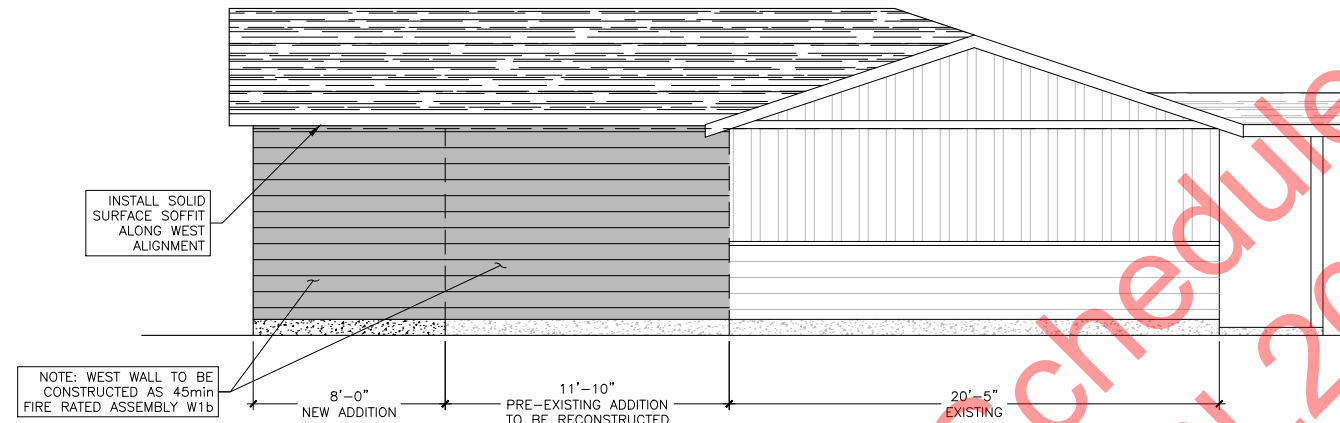 INSTALL SOLID
SURFACE SOFFIT
ALONG WEST
ALIGNMENT
NOTE: WEST WALL TO BE
CONSTRUCTED AS 45min
FIRE RATED ASSEMBLY W1b
8'-0"
NEW ADDITION
11'-10"
PRE-EXISTING ADDITION
TO BE RECONSTRUCTED
20'-5"
EXISTING
Schedule